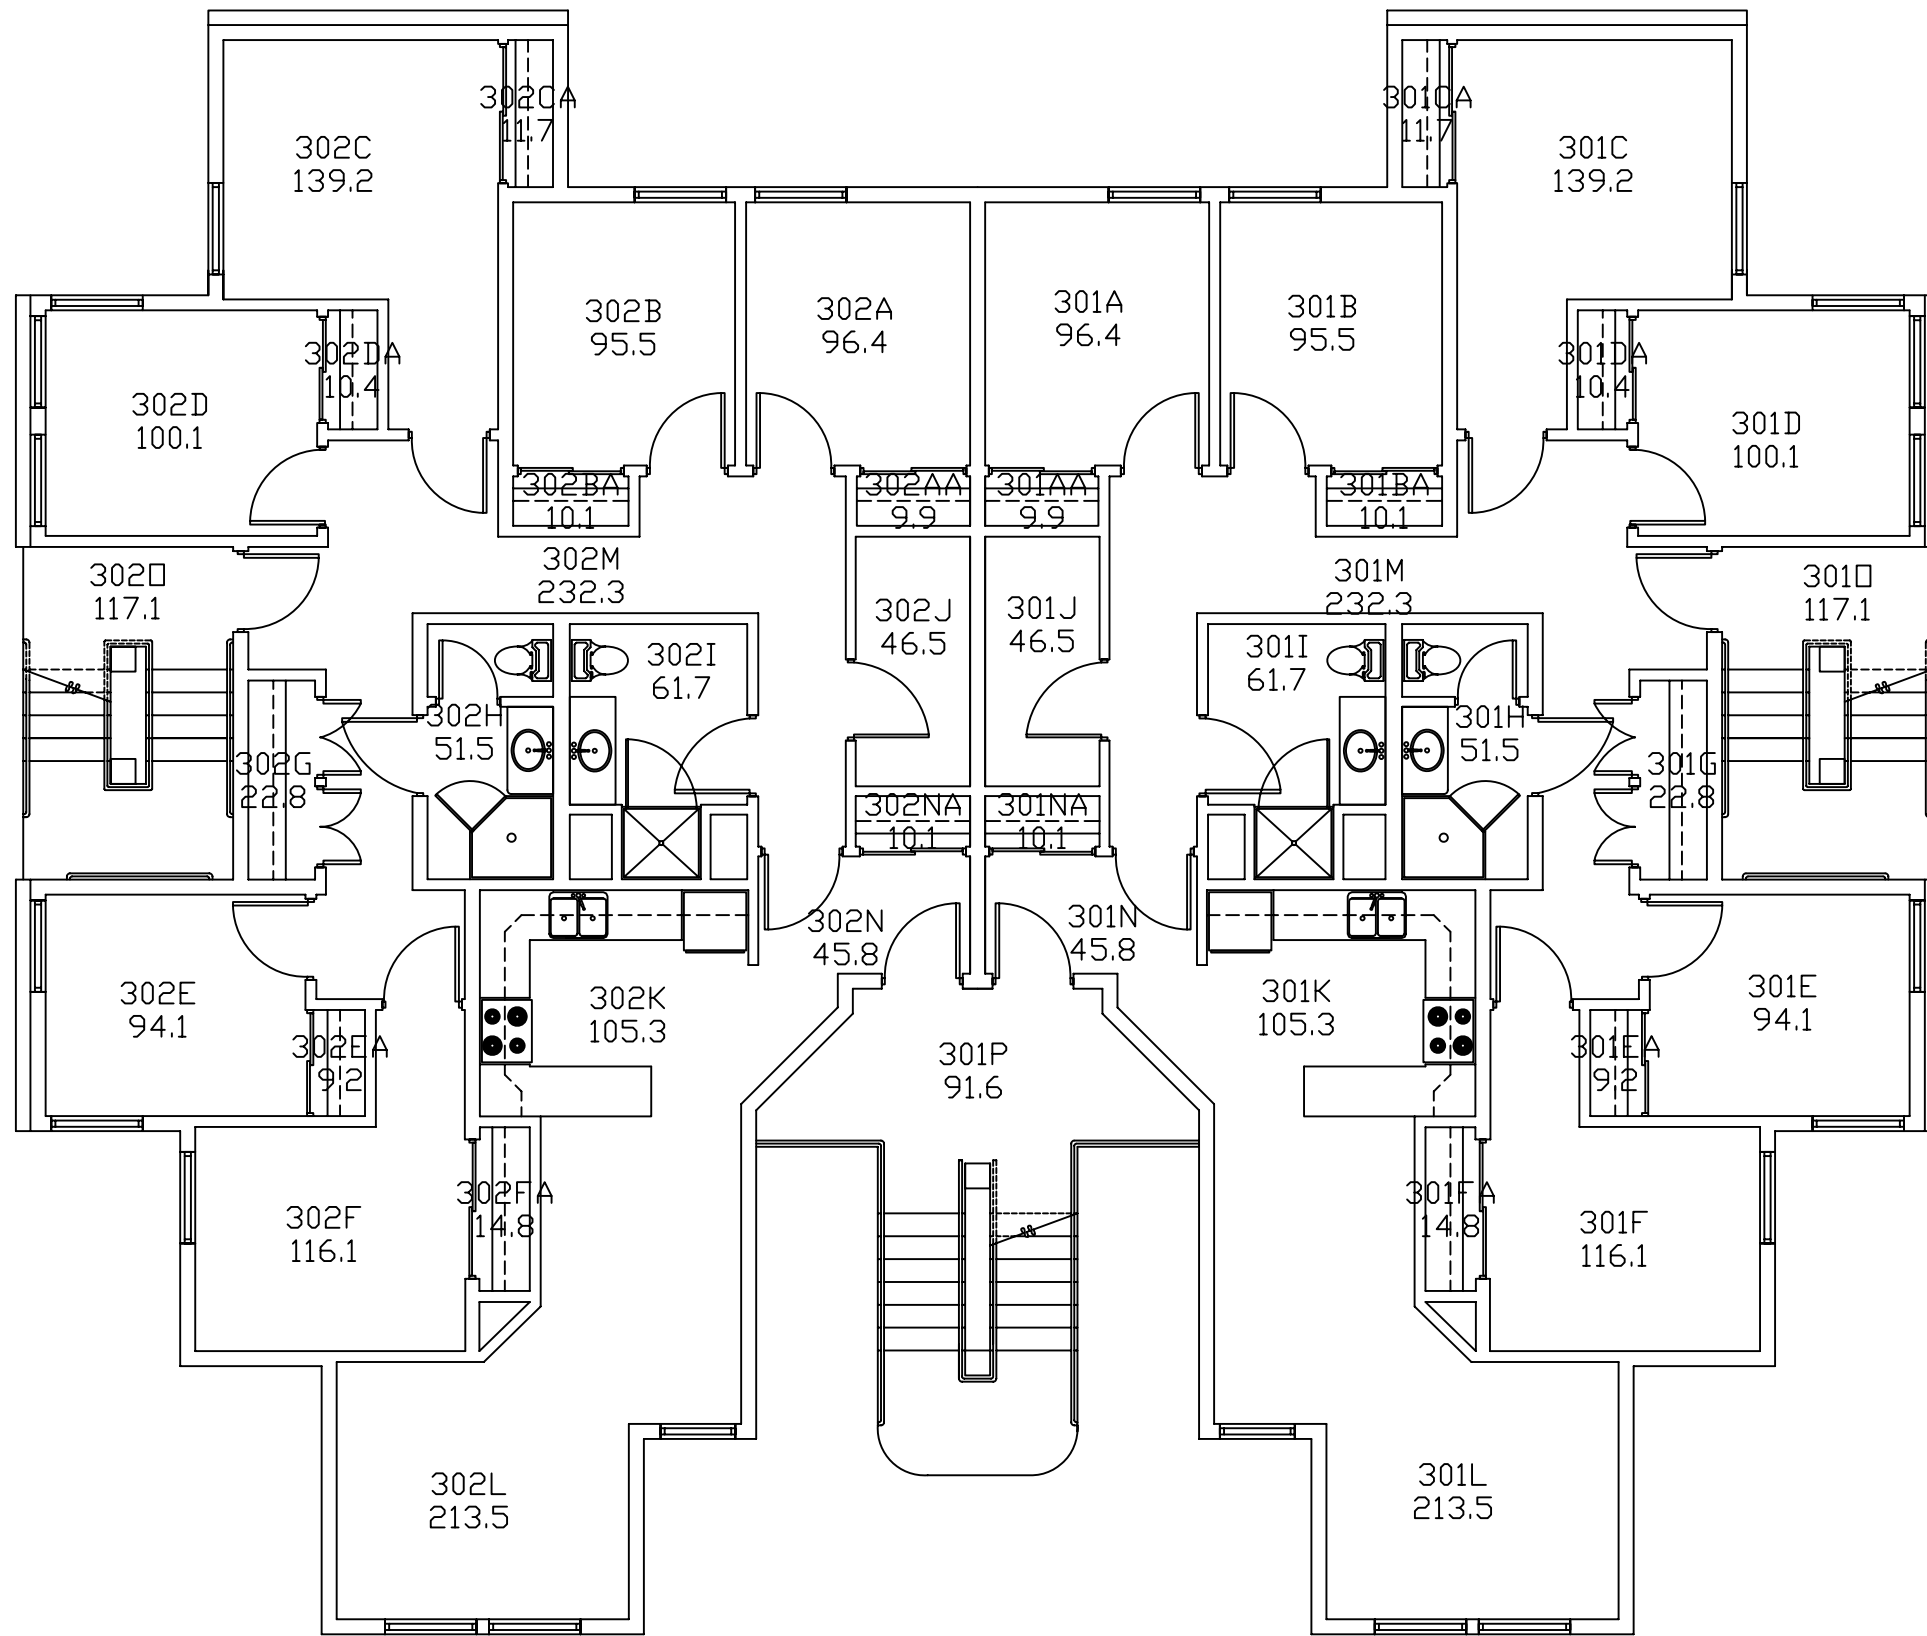 302CA
11.7
301CA
11.7
302C
139.2
301C
139.2
302B
95.5
302A
96.4
301A
96.4
301B
95.5
302DA
10.4
301DA
10.4
302D
100.1
301D
100.1
302BA
10.1
302AA
9.9
301AA
9.9
301BA
10.1
302M
232.3
301M
232.3
302O
117.1
301O
117.1
302J
46.5
301J
46.5
302I
61.7
301I
61.7
302H
51.5
301H
51.5
302G
22.8
301G
22.8
302NA
10.1
301NA
10.1
302N
45.8
301N
45.8
302E
94.1
302K
105.3
301K
105.3
301E
94.1
302EA
9.2
301P
91.6
301EA
9.2
302FA
14.8
301FA
14.8
302F
116.1
301F
116.1
302L
213.5
301L
213.5